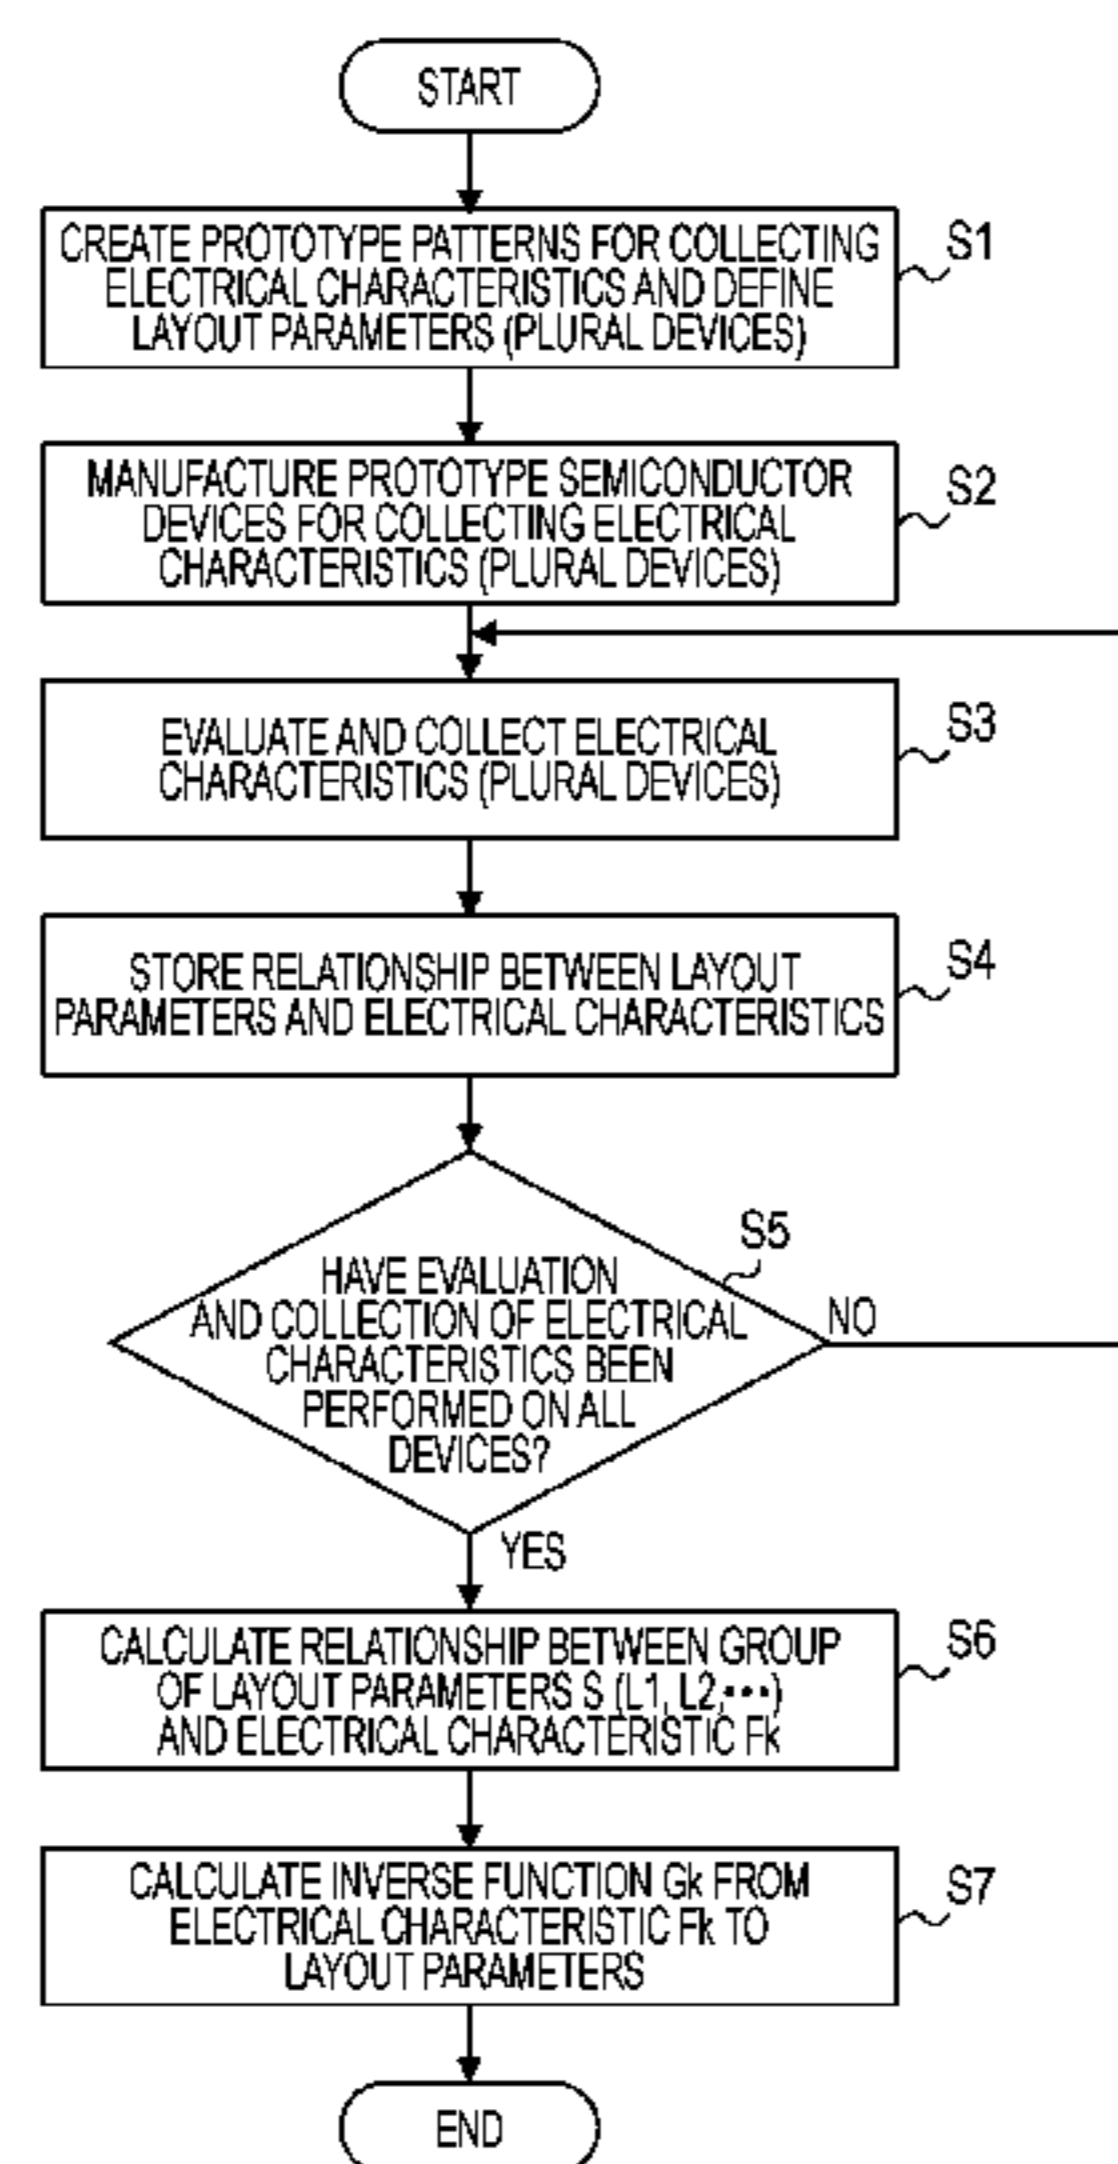 START
CREATE PROTOTYPE PATTERNS FOR COLLECTING
ELECTRICAL CHARACTERISTICS AND DEFINE
LAYOUT PARAMETERS (PLURAL DEVICES)
S1
MANUFACTURE PROTOTYPE SEMICONDUCTOR
DEVICES FOR COLLECTING ELECTRICAL
CHARACTERISTICS (PLURAL DEVICES)
S2
EVALUATE AND COLLECT ELECTRICAL
CHARACTERISTICS (PLURAL DEVICES)
S3
STORE RELATIONSHIP BETWEEN LAYOUT
PARAMETERS AND ELECTRICAL CHARACTERISTICS
S4
S5
HAVE EVALUATION
AND COLLECTION OF ELECTRICAL
CHARACTERISTICS BEEN
PERFORMED ON ALL
DEVICES?
NO
YES
CALCULATE RELATIONSHIP BETWEEN GROUP
OF LAYOUT PARAMETERS S (L1, L2,•••)
AND ELECTRICAL CHARACTERISTIC Fk
S6
CALCULATE INVERSE FUNCTION Gk FROM
ELECTRICAL CHARACTERISTIC Fk TO
LAYOUT PARAMETERS
S7
END